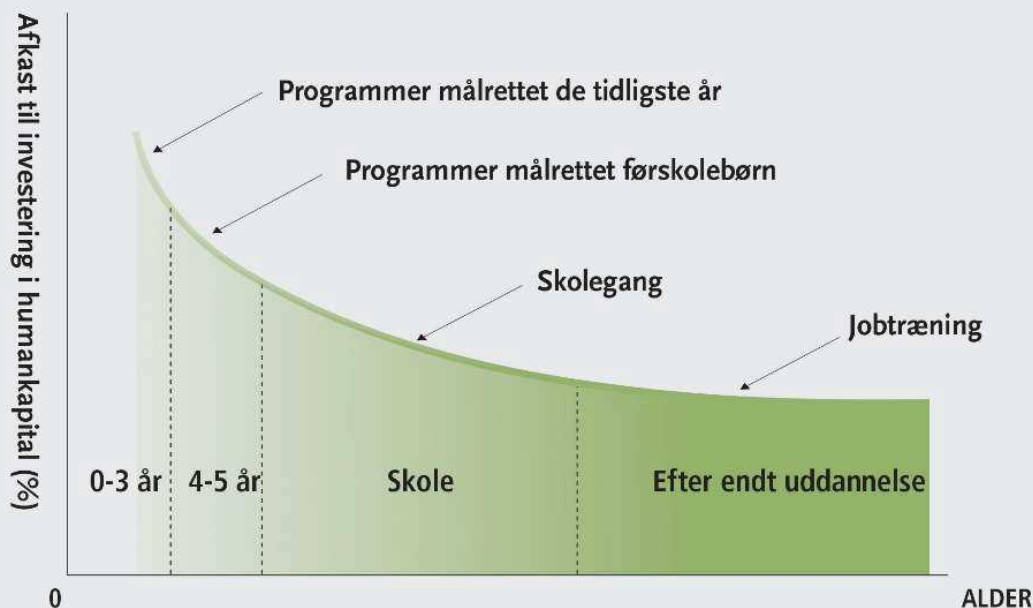 Afkast til investering i humankapital (%)
Programmer målrettet de tidligste år
Programmer målrettet førskolebørn
Skolegang
Jobtræning
0-3 år
4-5 år
Skole
Efter endt uddannelse
0
ALDER